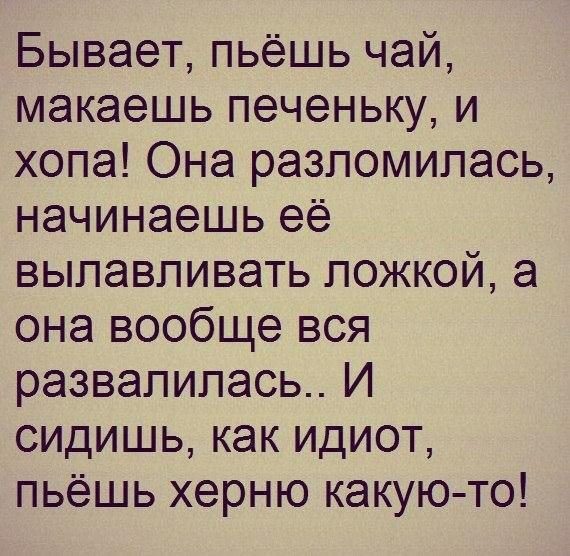 Бывает, пьёшь чай,
макаешь печеньку, и
хопа! Она разломилась,
начинаешь её
вылавливать ложкой, а
она вообще вся
развалилась.. И
сидишь, как идиот,
пьёшь херню какую-то!